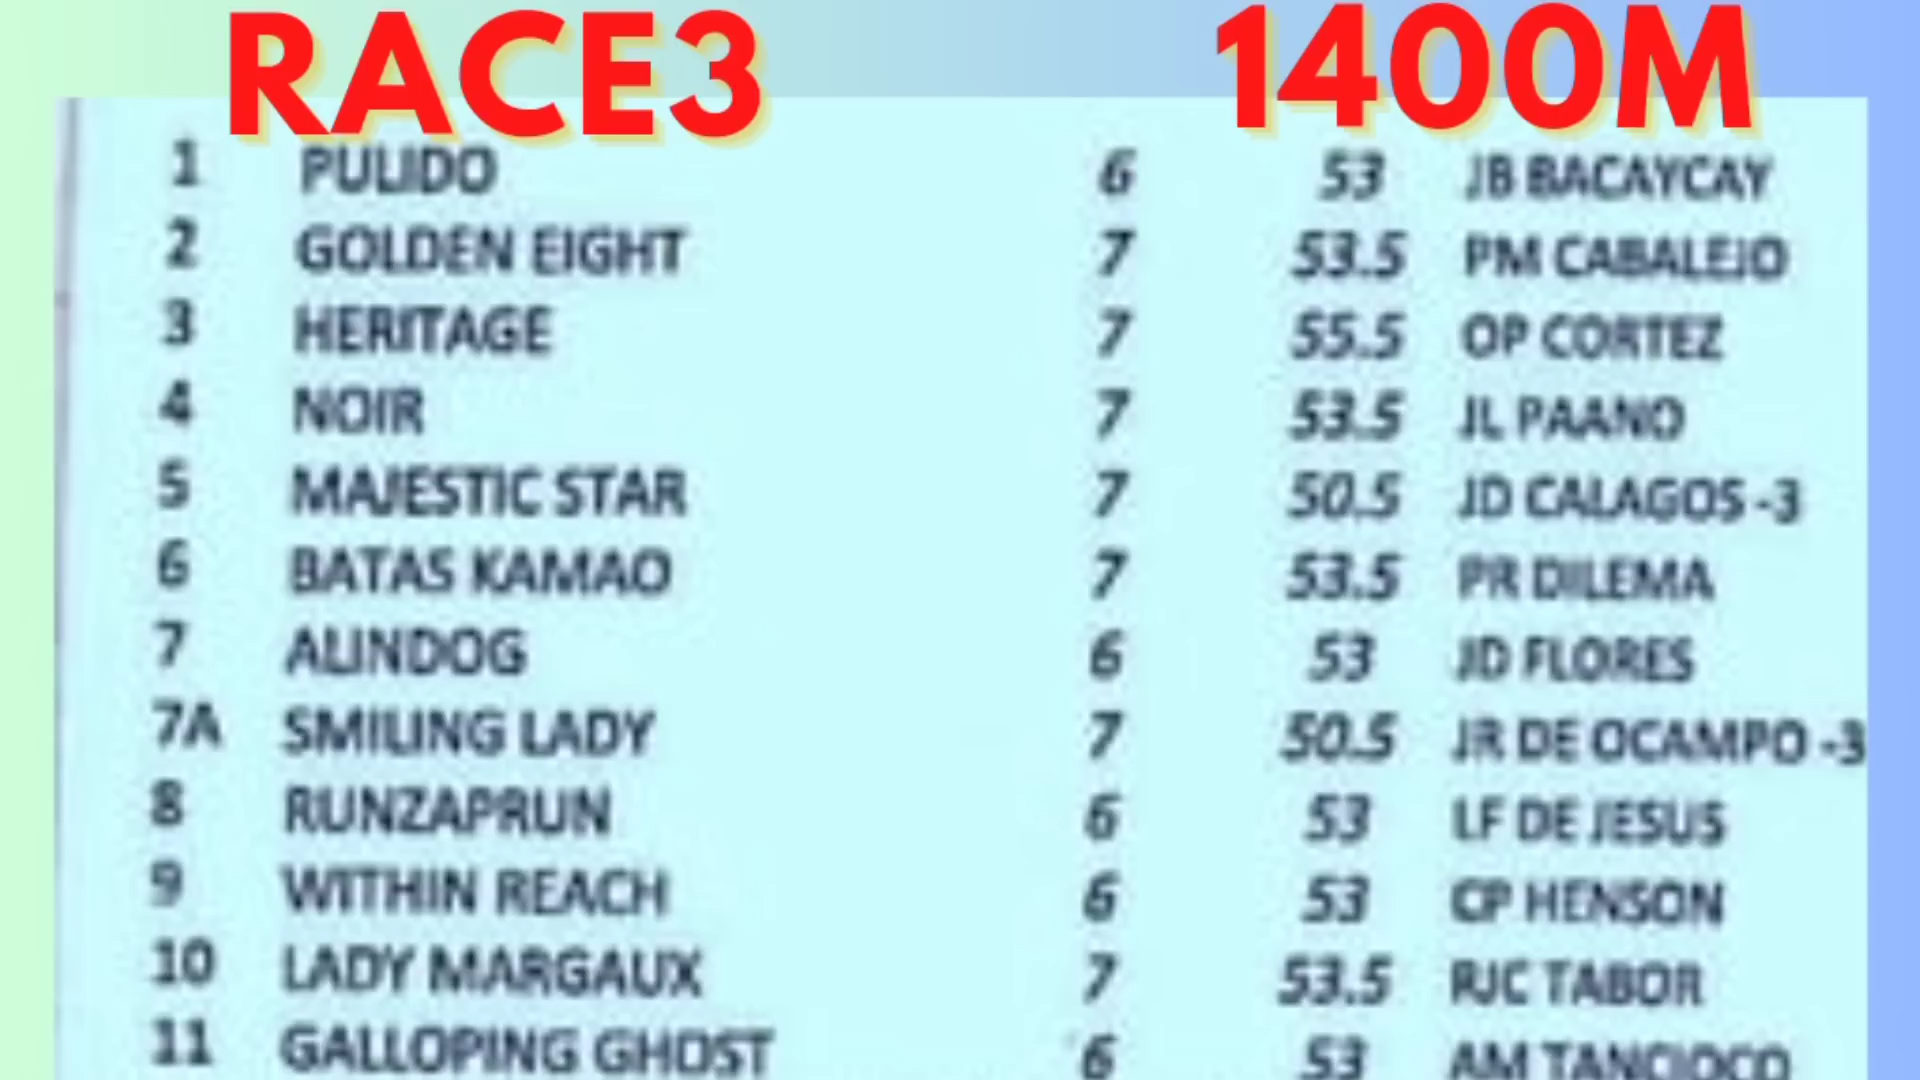 RACE3 1400M
1 PULIDO 6 53 JB BACAYCAY
2 GOLDEN EIGHT 7 53.5 PM CABALEJO
3 HERITAGE 7 55.5 OP CORTEZ
4 NOIR 7 53.5 JL PAANO
5 MAJESTIC STAR 7 50.5 JD CALAGOS -3
6 BATAS KAMAO 7 53.5 PR DILEMA
7 ALINDOG 6 53 JD FLORES
7A SMILING LADY 7 50.5 JR DE OCAMPO -3
8 RUNZAPRUN 6 53 LF DE JESUS
9 WITHIN REACH 6 53 CP HENSON
10 LADY MARGAUX 7 53.5 RJC TABOR
11 GALLOPING GHOST 6 53 AM TANCIOCO